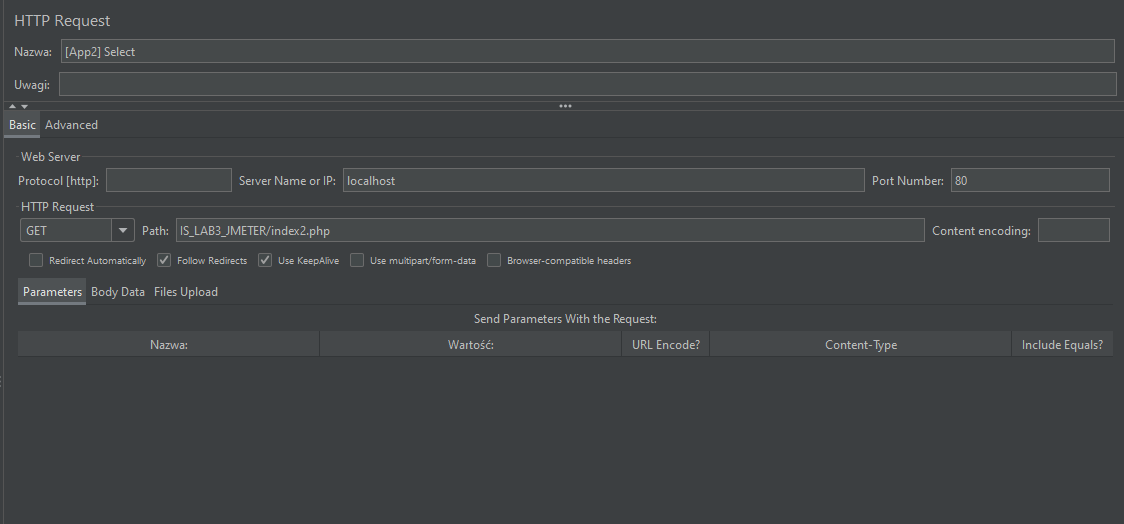 HTTP Request
Nazwa: [App2] Select
Uwagi:
Basic Advanced
Web Server
Protocol [http]: Server Name or IP: localhost Port Number: 80
HTTP Request
GET Path: IS_LAB3_JMETER/index2.php Content encoding:
Redirect Automatically Follow Redirects Use KeepAlive Use multipart/form-data Browser-compatible headers
Parameters Body Data Files Upload
Send Parameters With the Request:
Nazwa: Wartość: URL Encode? Content-Type Include Equals?